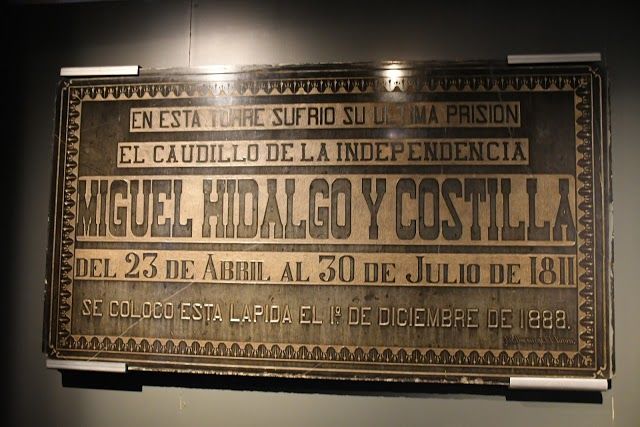 EN ESTA TORRE SUFRIO SU ULTIMA PRISION
EL CAUDILLO DE LA INDEPENDENCIA
MIGUEL HIDALGO Y COSTILLA
DEL 23 DE ABRIL AL 30 DE JULIO DE 1811
SE COLOCO ESTA LAPIDA EL 1º DE DICIEMBRE DE 1888.